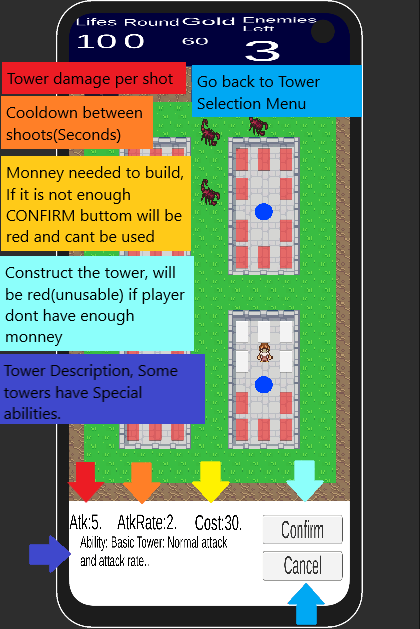 Lifes Round Gold Enemies
Left
10 0 60 3
Tower damage per shot
Go back to Tower
Selection Menu
Cooldown between
shoots(Seconds)
Monney needed to build,
If it is not enough
CONFIRM buttom will be
red and cant be used
Construct the tower, will
be red(unusable) if player
dont have enough
monney
Tower Description, Some
towers have Special
abilities.
Atk:5. AtkRate:2. Cost:30.
Ability: Basic Tower: Normal attack
and attack rate..
Confirm
Cancel